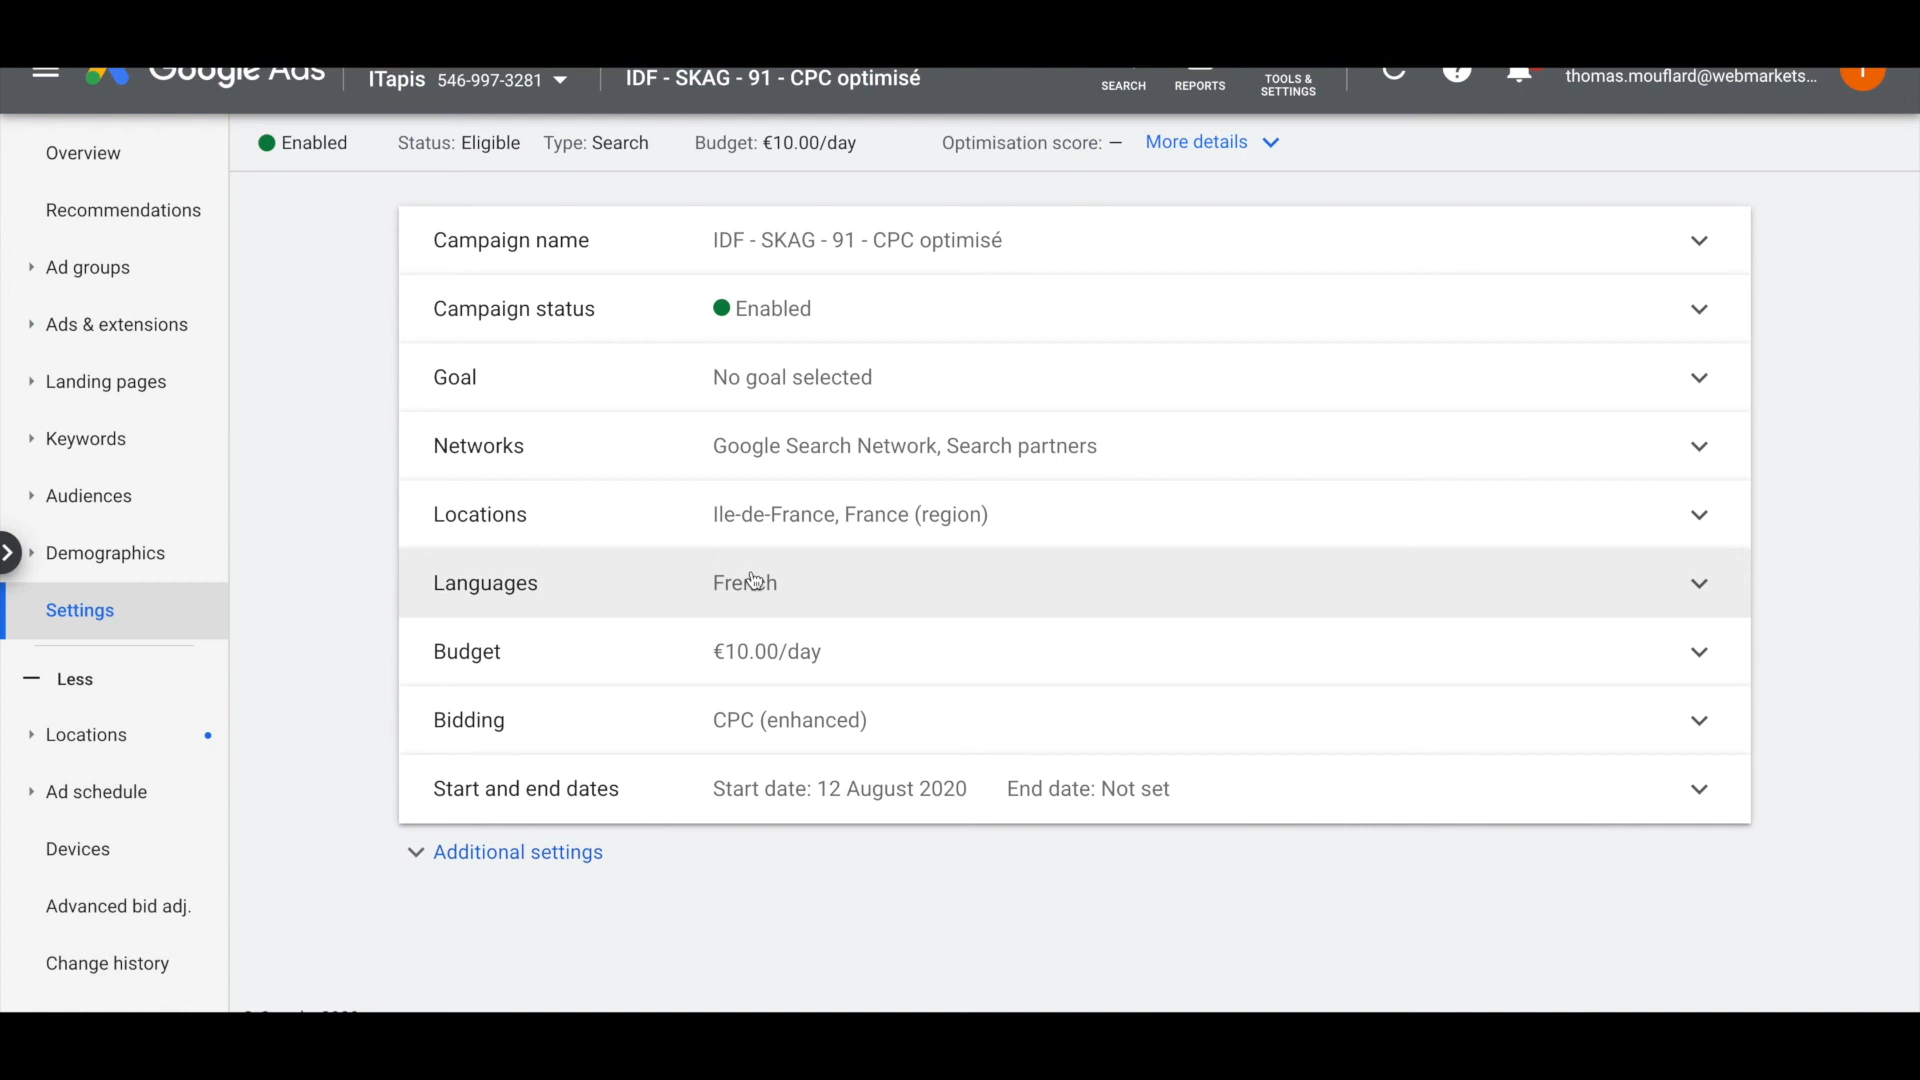 Google Ads
ITapis 546-997-3281
IDF - SKAG - 91 - CPC optimisé
SEARCH
REPORTS
TOOLS &
SETTINGS
thomas.mouflard@webmarkets...
Overview
Recommendations
Ad groups
Ads & extensions
Landing pages
Keywords
Audiences
Demographics
Settings
Less
Locations
Ad schedule
Devices
Advanced bid adj.
Change history
Enabled Status: Eligible Type: Search Budget: €10.00/day Optimisation score: – More details
Campaign name IDF - SKAG - 91 - CPC optimisé
Campaign status Enabled
Goal No goal selected
Networks Google Search Network, Search partners
Locations Ile-de-France, France (region)
Languages French
Budget €10.00/day
Bidding CPC (enhanced)
Start and end dates Start date: 12 August 2020 End date: Not set
Additional settings